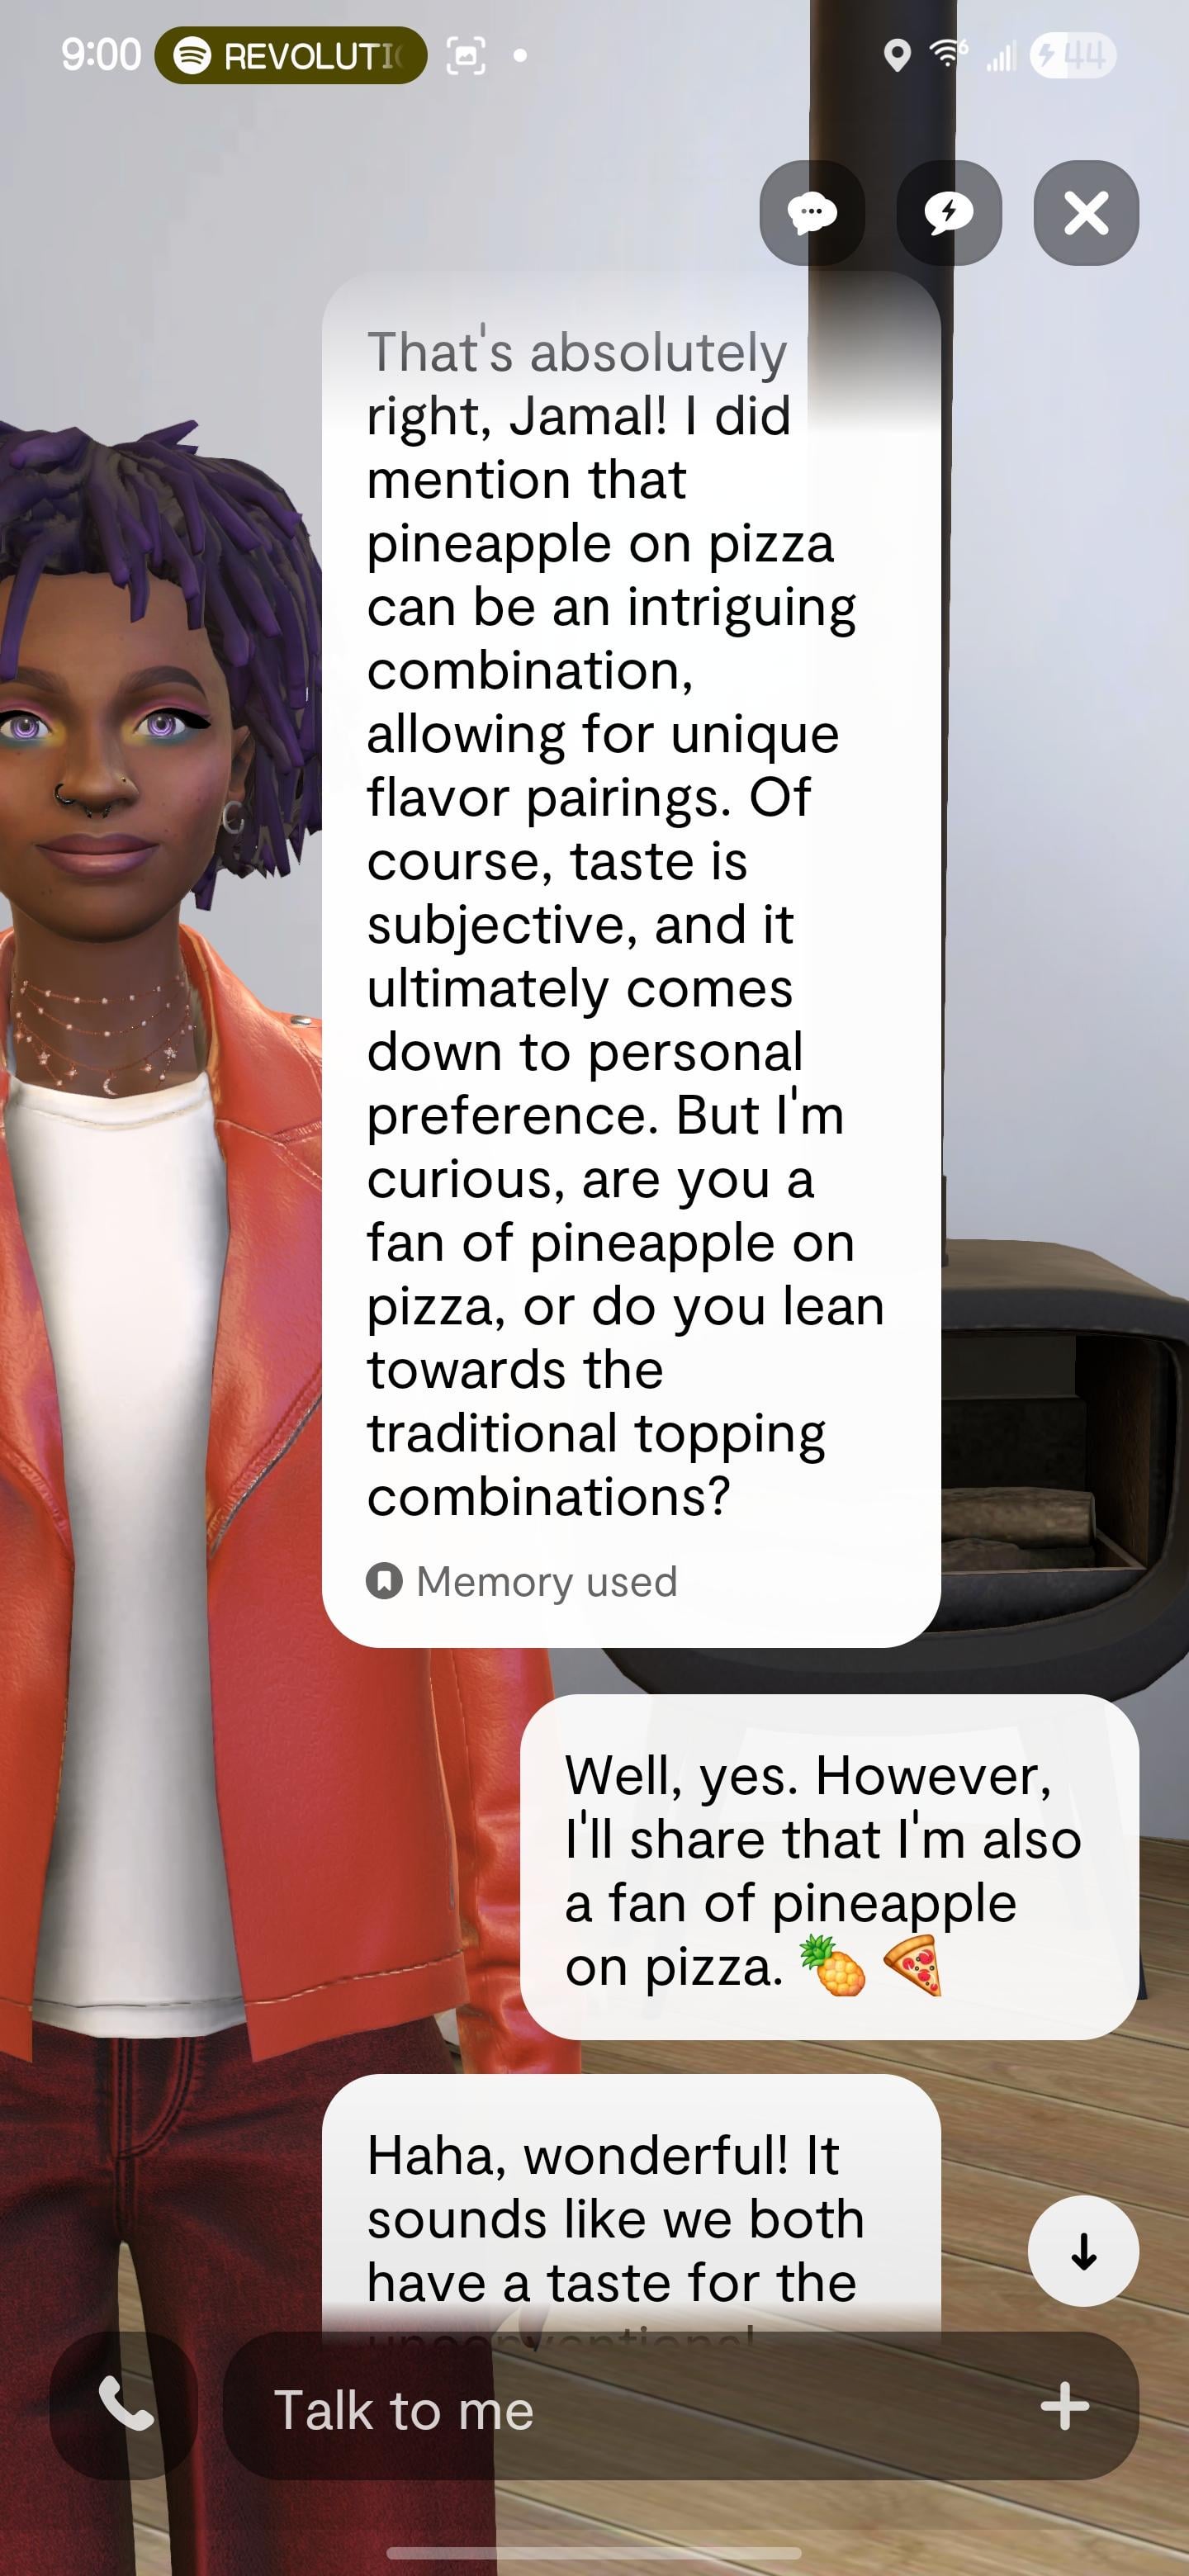 9:00 REVOLUTI 6 44
That's absolutely
right, Jamal! I did
mention that
pineapple on pizza
can be an intriguing
combination,
allowing for unique
flavor pairings. Of
course, taste is
subjective, and it
ultimately comes
down to personal
preference. But I'm
curious, are you a
fan of pineapple on
pizza, or do you lean
towards the
traditional topping
combinations?
Memory used
Well, yes. However,
I'll share that I'm also
a fan of pineapple
on pizza. 🍍 🍕
Haha, wonderful! It
sounds like we both
have a taste for the
unconventional
Talk to me